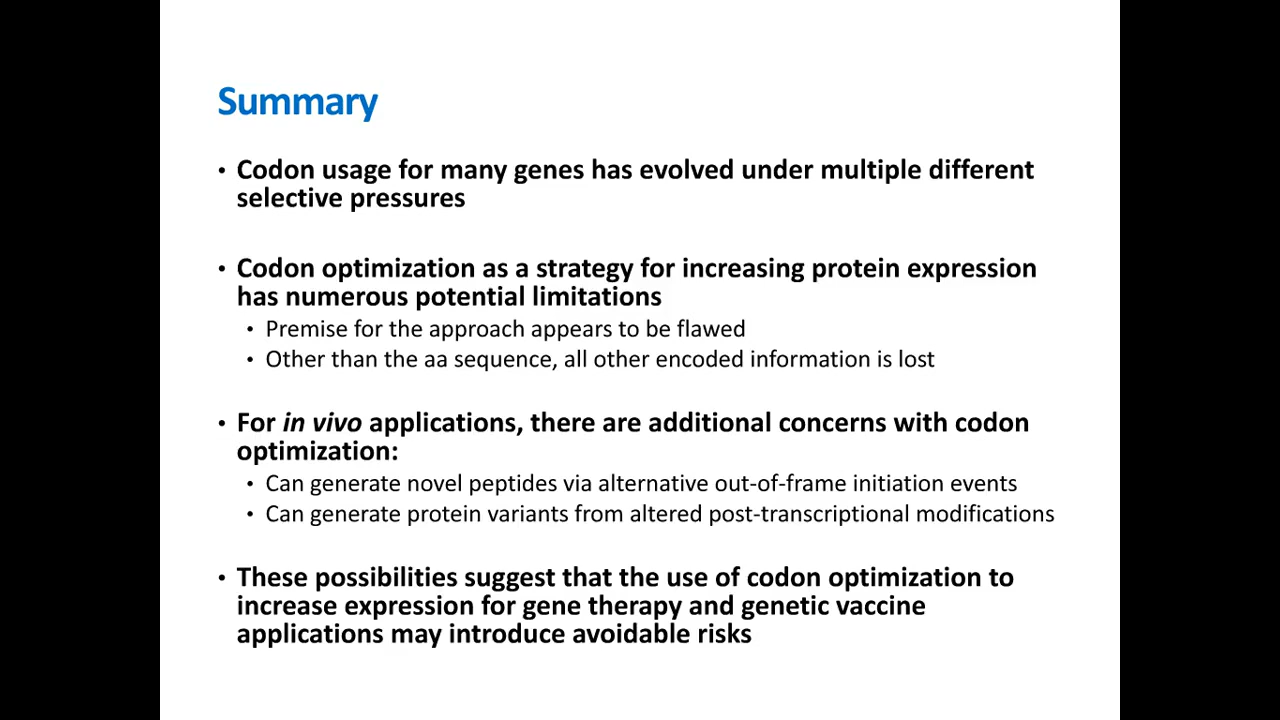 Summary
• Codon usage for many genes has evolved under multiple different
selective pressures
• Codon optimization as a strategy for increasing protein expression
has numerous potential limitations
• Premise for the approach appears to be flawed
• Other than the aa sequence, all other encoded information is lost
• For in vivo applications, there are additional concerns with codon
optimization:
• Can generate novel peptides via alternative out-of-frame initiation events
• Can generate protein variants from altered post-transcriptional modifications
• These possibilities suggest that the use of codon optimization to
increase expression for gene therapy and genetic vaccine
applications may introduce avoidable risks